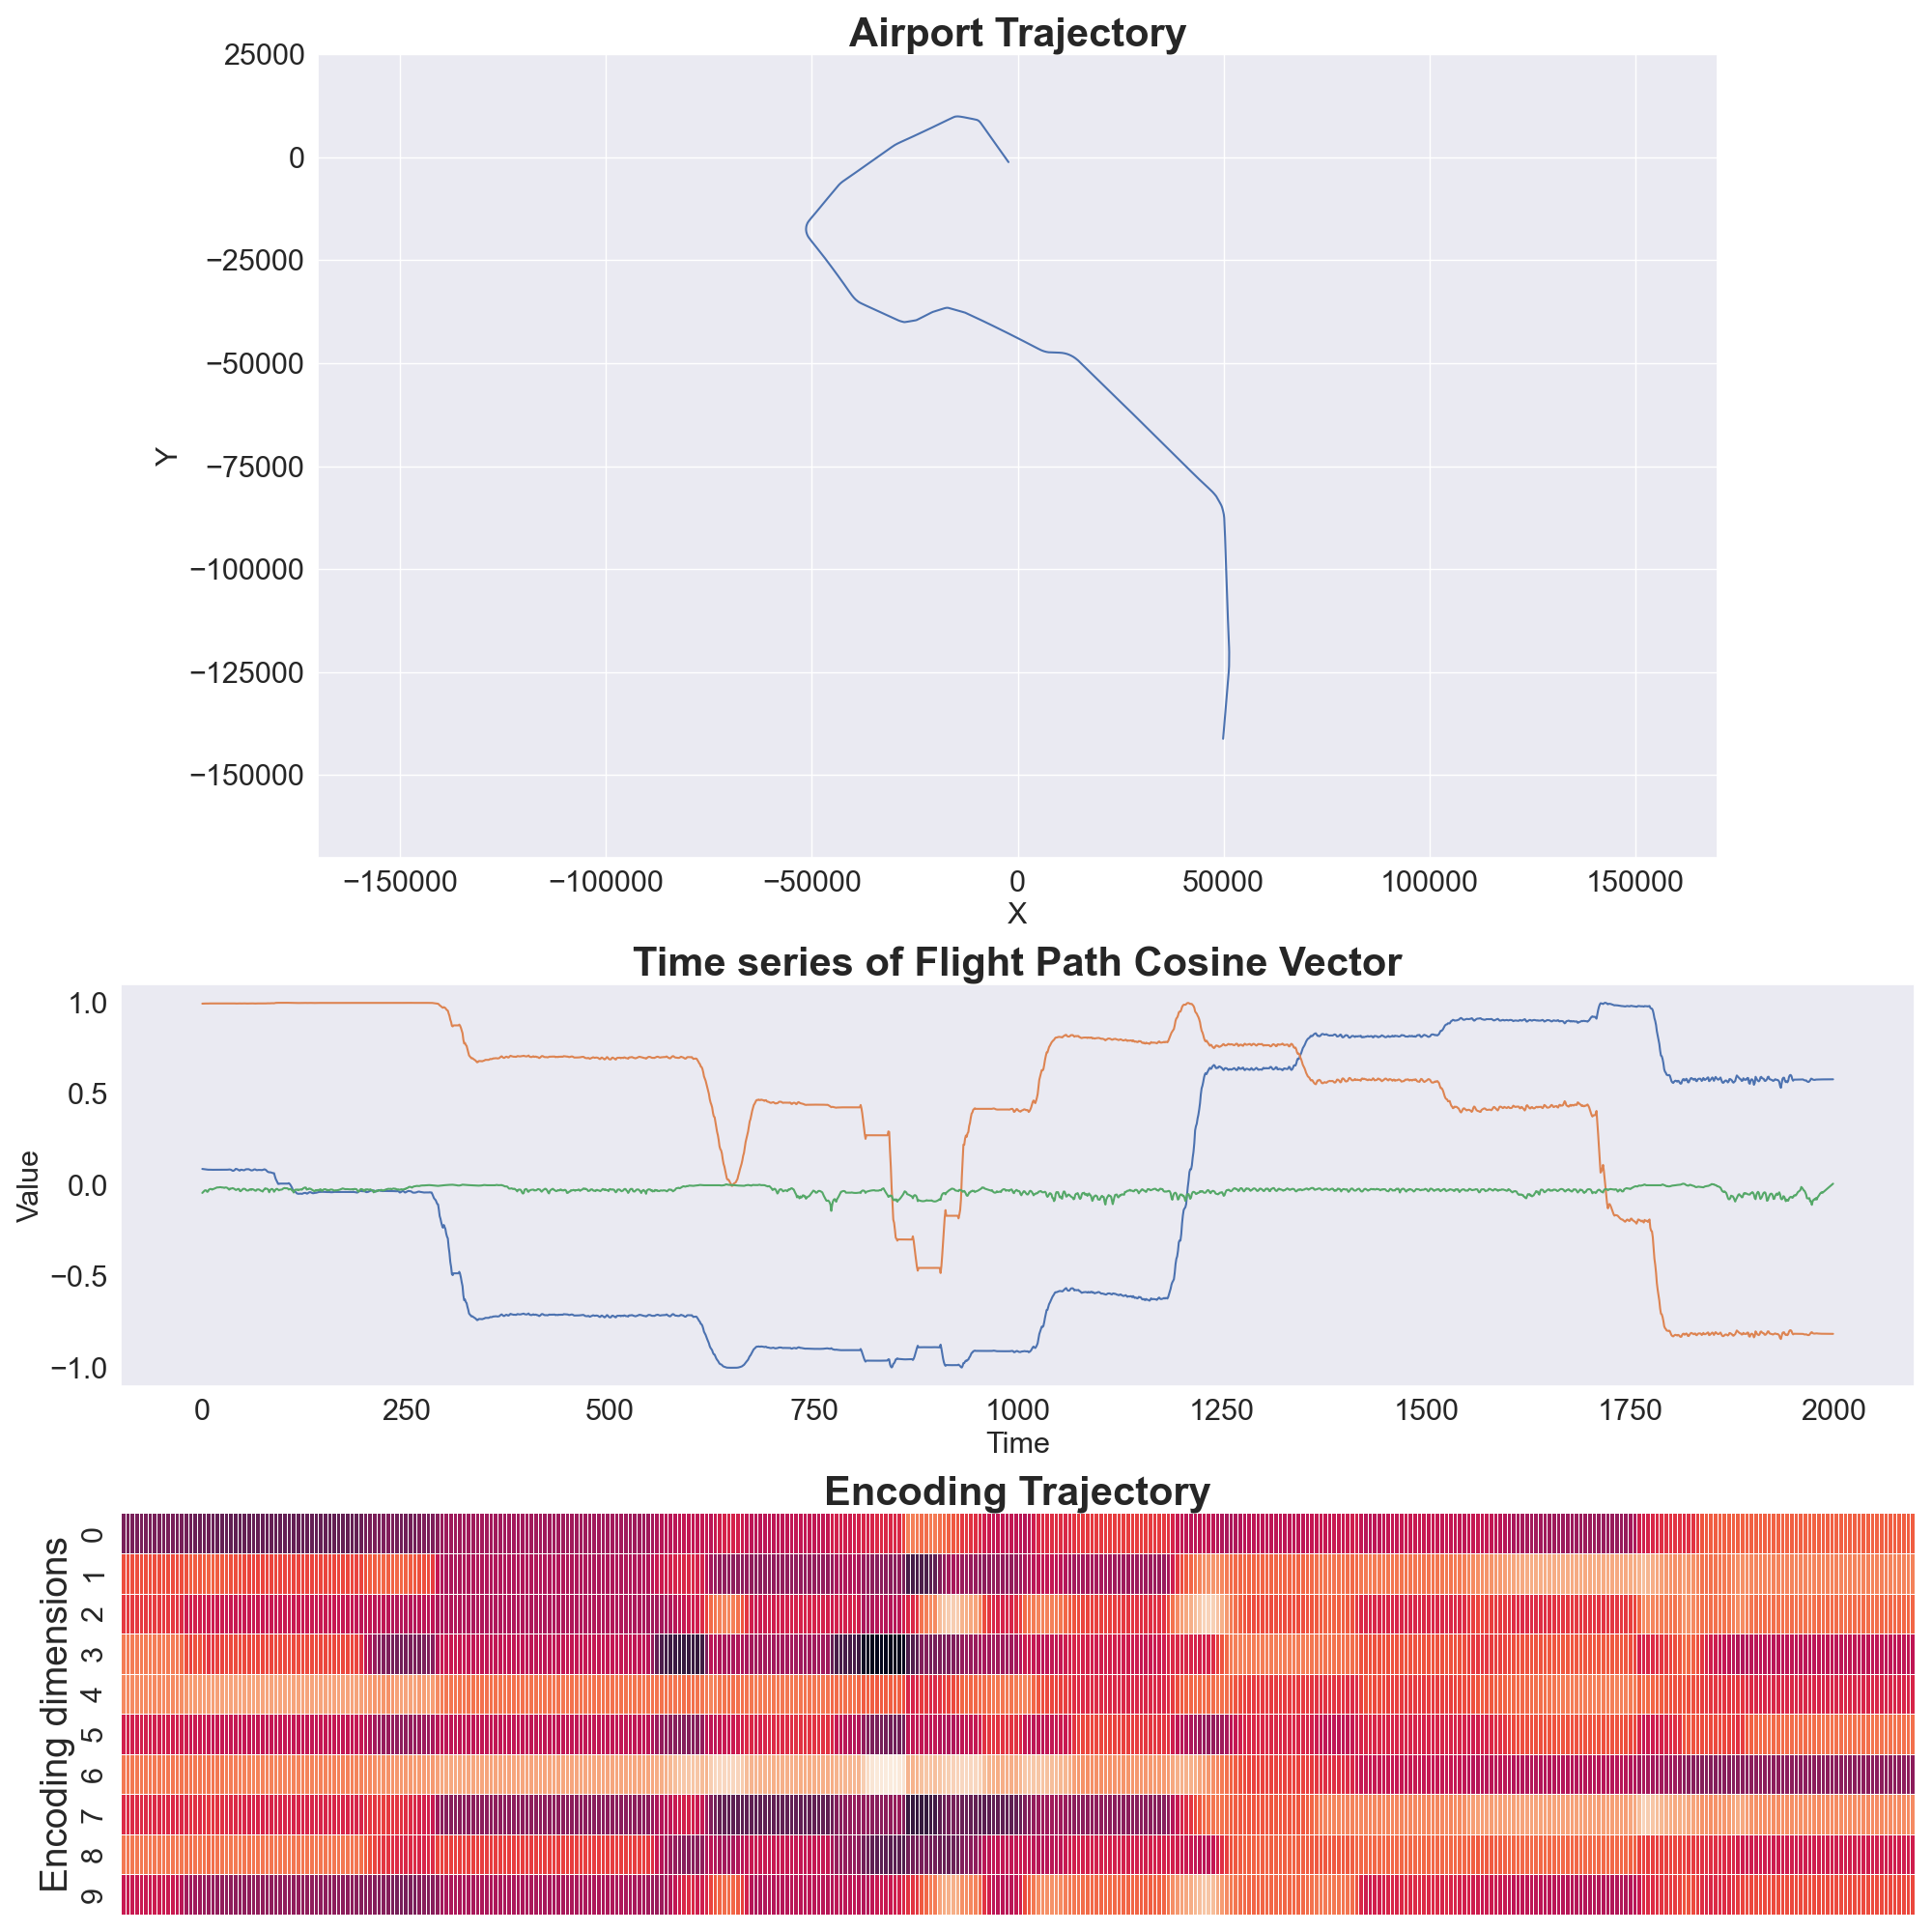 Airport Trajectory
25000
0
−25000
−50000
−75000
−100000
−125000
−150000
Y
−150000 −100000 −50000 0 50000 100000 150000
X
Time series of Flight Path Cosine Vector
1.0
0.5
0.0
−0.5
−1.0
Value
0 250 500 750 1000 1250 1500 1750 2000
Time
Encoding Trajectory
Encoding dimensions
0
1
2
3
4
5
6
7
8
9